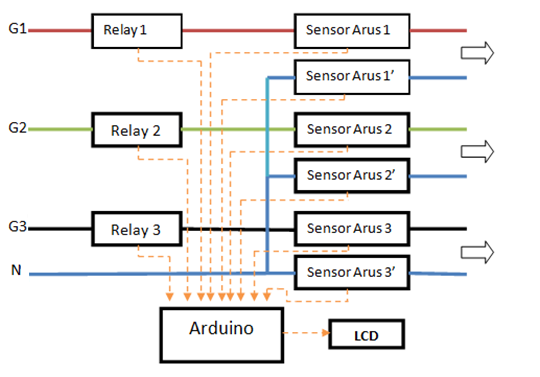 G1
Relay 1
Sensor Arus 1
Sensor Arus 1′
G2
Relay 2
Sensor Arus 2
Sensor Arus 2′
G3
Relay 3
Sensor Arus 3
N
Sensor Arus 3′
Arduino
LCD